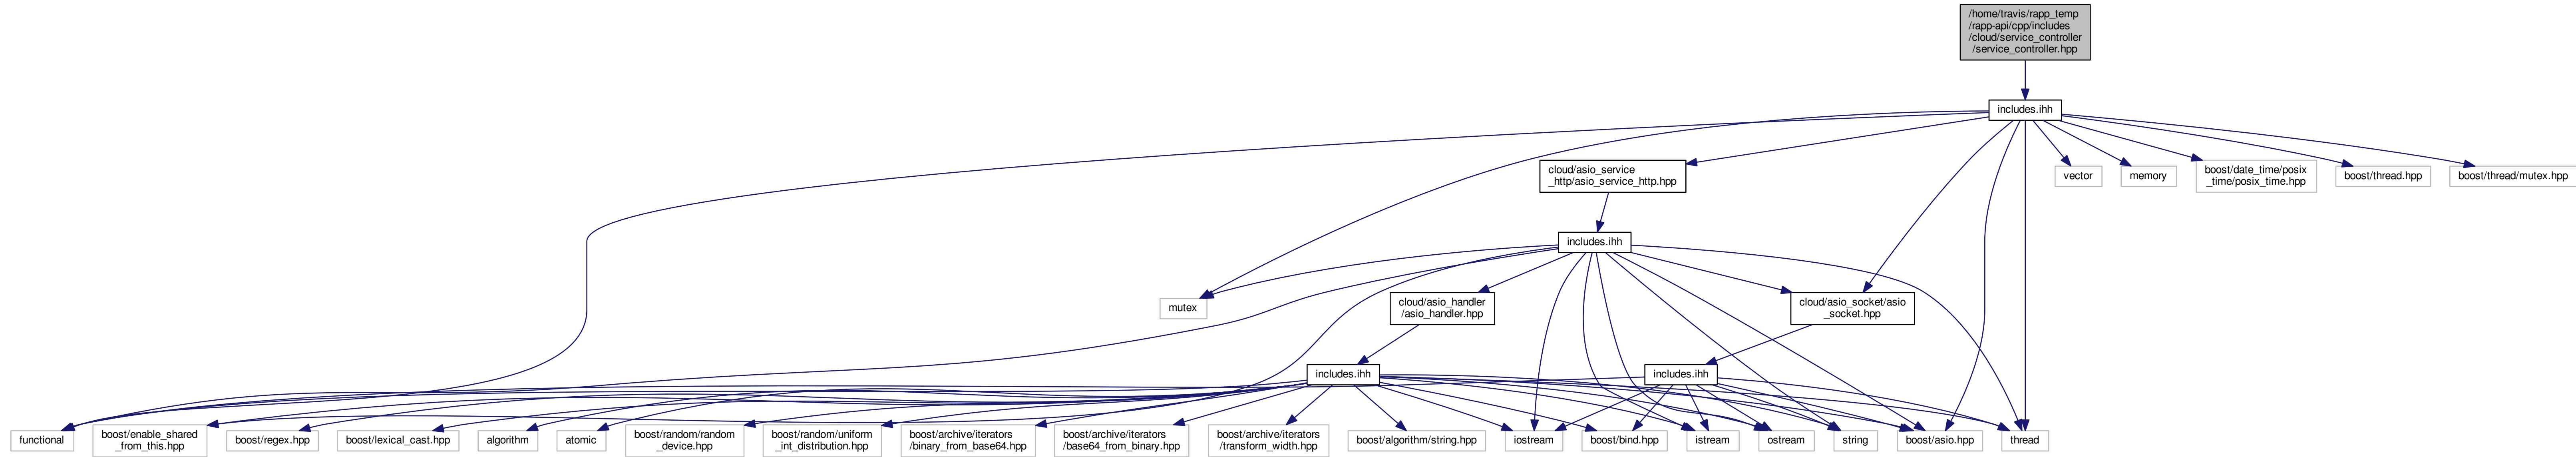 /home/travis/rapp_temp
/rapp-api/cpp/includes
/cloud/service_controller
/service_controller.hpp
includes.ihh
cloud/asio_service
_http/asio_service_http.hpp
vector
memory
boost/date_time/posix
_time/posix_time.hpp
boost/thread.hpp
boost/thread/mutex.hpp
includes.ihh
mutex
cloud/asio_handler
/asio_handler.hpp
cloud/asio_socket/asio
_socket.hpp
includes.ihh
includes.ihh
functional
boost/enable_shared
_from_this.hpp
boost/regex.hpp
boost/lexical_cast.hpp
algorithm
atomic
boost/random/random
_device.hpp
boost/random/uniform
_int_distribution.hpp
boost/archive/iterators
/binary_from_base64.hpp
boost/archive/iterators
/base64_from_binary.hpp
boost/archive/iterators
/transform_width.hpp
boost/algorithm/string.hpp
iostream
boost/bind.hpp
istream
ostream
string
boost/asio.hpp
thread